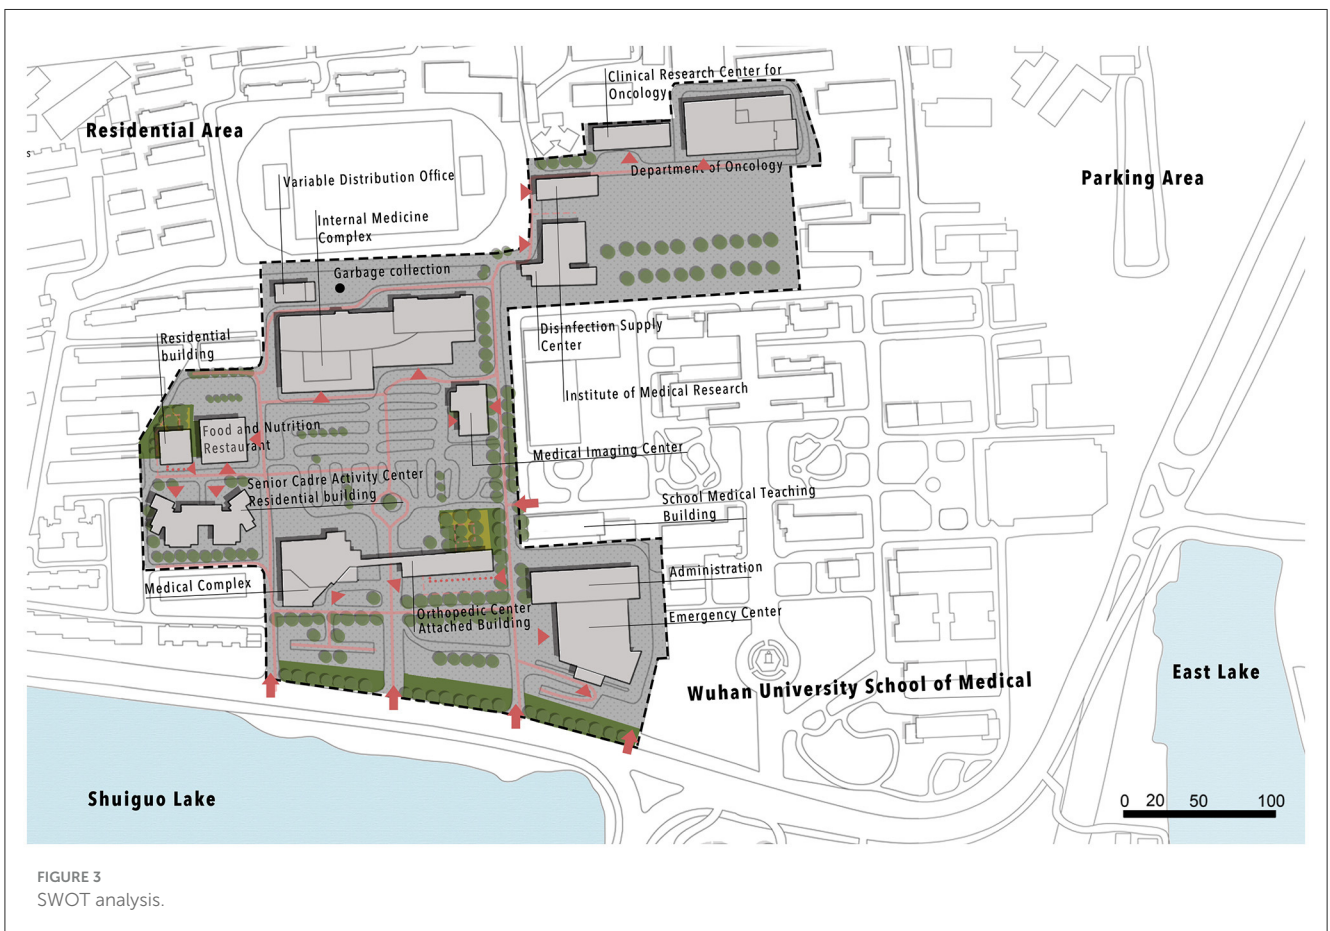 Clinical Research Center for
Oncology
Residential Area
s
Department of Oncology
Parking Area
Variable Distribution Office
Internal Medicine
Complex
Garbage collection
Residential
building
Disinfection Supply
Center
Institute of Medical Research
Food and Nutrition
Restaurant
Medical Imaging Center
Senior Cadre Activity Center
Residential building
School Medical Teaching
Building
Medical Complex
Administration
Orthopedic Center
Attached Building
Emergency Center
Wuhan University School of Medical
East Lake
Shuiguo Lake
0 20 50 100
FIGURE 3
SWOT analysis.